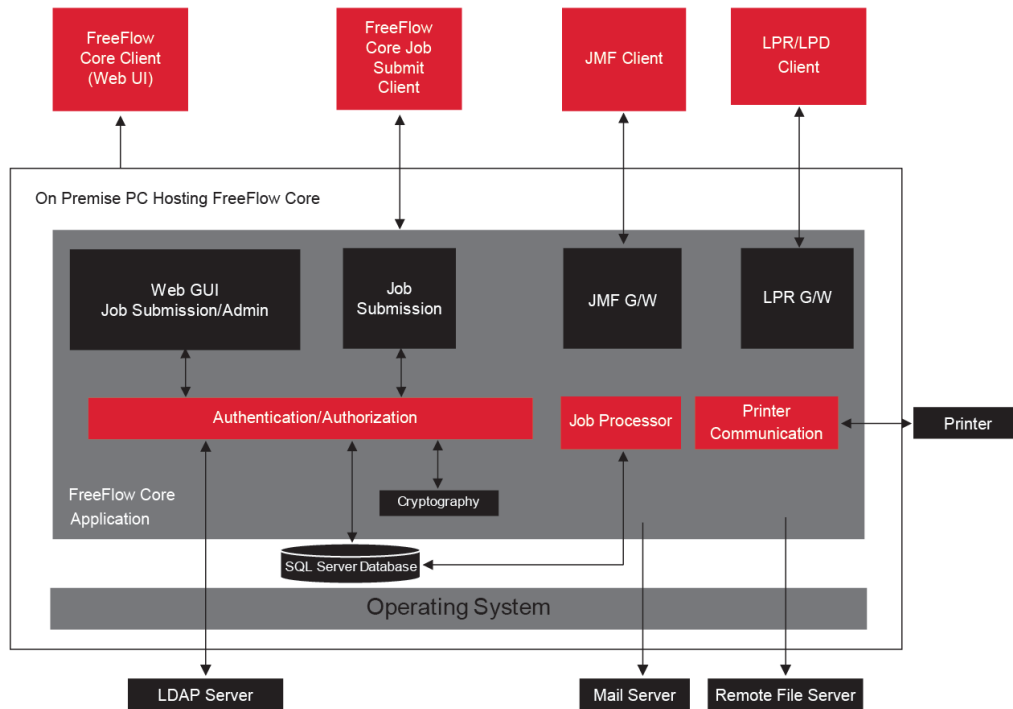 FreeFlow
Core Client
(Web UI)
FreeFlow
Core Job
Submit
Client
JMF Client
LPR/LPD
Client
On Premise PC Hosting FreeFlow Core
Web GUI
Job Submission/Admin
Job
Submission
JMF G/W
LPR G/W
Authentication/Authorization
Job Processor
Printer
Communication
Printer
FreeFlow Core
Application
Cryptography
SQL Server Database
Operating System
LDAP Server
Mail Server
Remote File Server